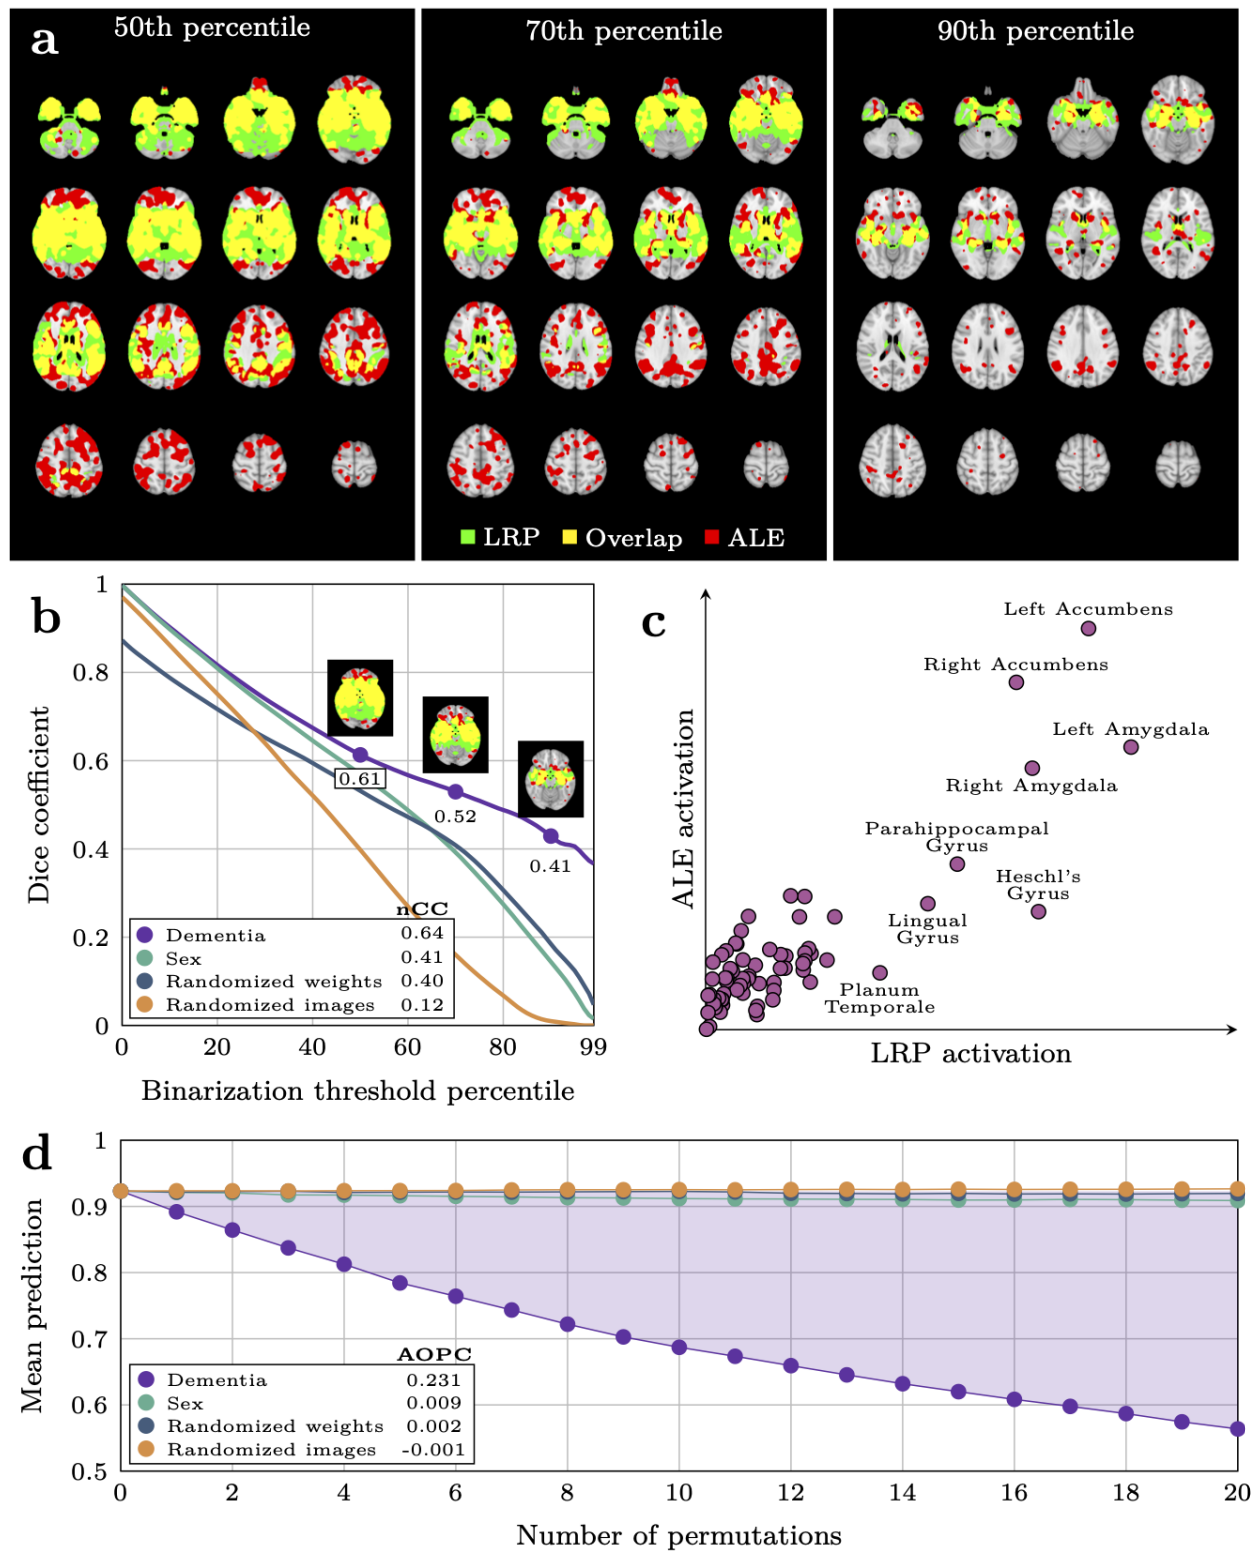 a
50th percentile
70th percentile
90th percentile
LRP
Overlap
ALE
b
1
0.8
0.6
0.4
0.2
0
0.61
0.52
0.41
nCC
Dementia 0.64
Sex 0.41
Randomized weights 0.40
Randomized images 0.12
0 20 40 60 80 99
Dice coefficient
Binarization threshold percentile
c
Left Accumbens
Right Accumbens
Left Amygdala
Right Amygdala
Parahippocampal
Gyrus
Heschl's
Gyrus
Lingual
Gyrus
Planum
Temporale
ALE activation
LRP activation
d
1
0.9
0.8
0.7
0.6
0.5
Mean prediction
AOPC
Dementia 0.231
Sex 0.009
Randomized weights 0.002
Randomized images -0.001
0 2 4 6 8 10 12 14 16 18 20
Number of permutations